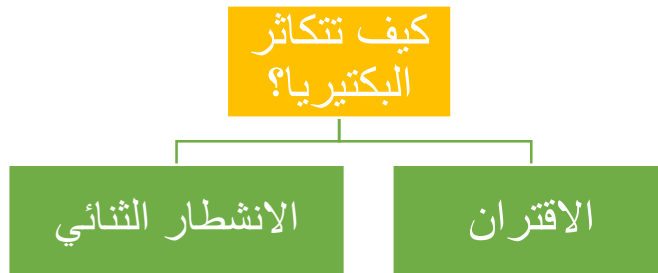 كيف تتكاثر
البكتيريا؟
الاقتران
الانشطار الثنائي